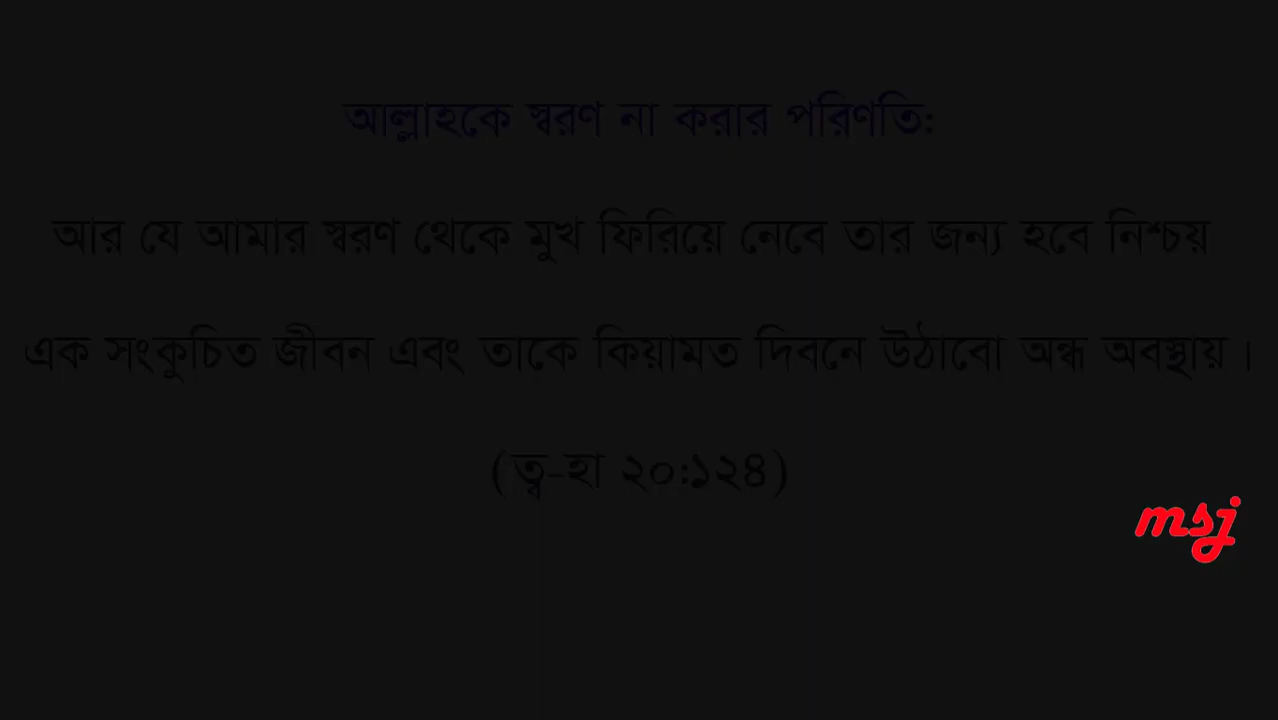 আল্লাহকে স্বরণ না করার পরিণতি:
আর যে আমার স্বরণ থেকে মুখ ফিরিয়ে নেবে তার জন্য হবে নিশ্চয়
এক সংকুচিত জীবন এবং তাকে কিয়ামত দিবনে উঠাবো অন্ধ অবস্থায়।
(ত্ব-হা ২০:১২৪)
msj